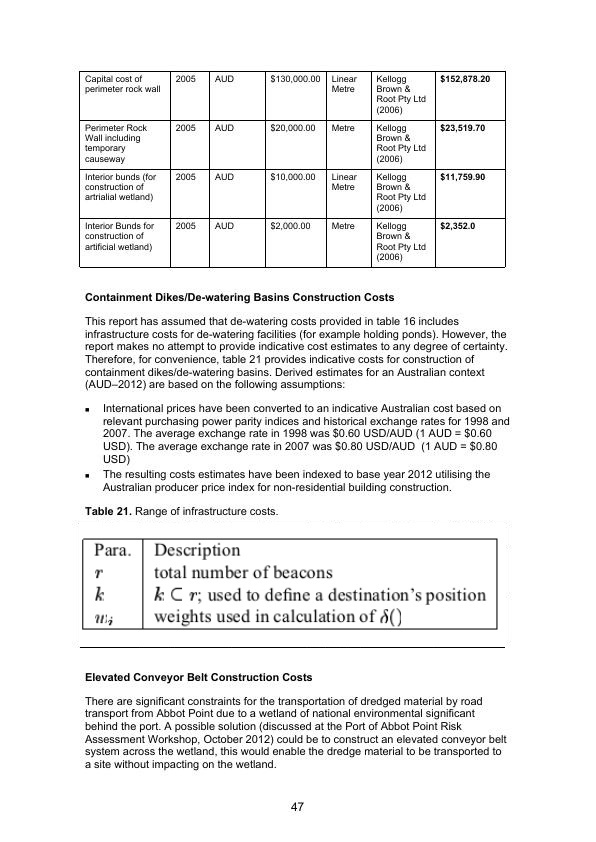 Capital cost of 2005 AUD $130,000.00 Linear Kellogg $152,878.20
perimeter rock wall Metre Brown &
Root Pty Ltd
(2006)
Perimeter Rock 2005 AUD $20,000.00 Metre Kellogg $23,519.70
Wall including Brown &
temporary Root Pty Ltd
causeway (2006)
Interior bunds (for 2005 AUD $10,000.00 Linear Kellogg $11,759.90
construction of Metre Brown &
artrialial wetland) Root Pty Ltd
(2006)
Interior Bunds for 2005 AUD $2,000.00 Metre Kellogg $2,352.0
construction of Brown &
artificial wetland) Root Pty Ltd
(2006)
Containment Dikes/De-watering Basins Construction Costs
This report has assumed that de-watering costs provided in table 16 includes
infrastructure costs for de-watering facilities (for example holding ponds). However, the
report makes no attempt to provide indicative cost estimates to any degree of certainty.
Therefore, for convenience, table 21 provides indicative costs for construction of
containment dikes/de-watering basins. Derived estimates for an Australian context
(AUD–2012) are based on the following assumptions:
▪ International prices have been converted to an indicative Australian cost based on
relevant purchasing power parity indices and historical exchange rates for 1998 and
2007. The average exchange rate in 1998 was $0.60 USD/AUD (1 AUD = $0.60
USD). The average exchange rate in 2007 was $0.80 USD/AUD (1 AUD = $0.80
USD)
▪ The resulting costs estimates have been indexed to base year 2012 utilising the
Australian producer price index for non-residential building construction.
Table 21. Range of infrastructure costs.
Para. Description
r total number of beacons
k k ⊂ r; used to define a destination's position
w_i weights used in calculation of δ()
Elevated Conveyor Belt Construction Costs
There are significant constraints for the transportation of dredged material by road
transport from Abbot Point due to a wetland of national environmental significant
behind the port. A possible solution (discussed at the Port of Abbot Point Risk
Assessment Workshop, October 2012) could be to construct an elevated conveyor belt
system across the wetland, this would enable the dredge material to be transported to
a site without impacting on the wetland.
47